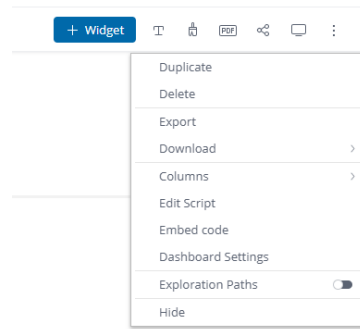 + Widget T PDF
Duplicate
Delete
Export
Download
Columns
Edit Script
Embed code
Dashboard Settings
Exploration Paths
Hide